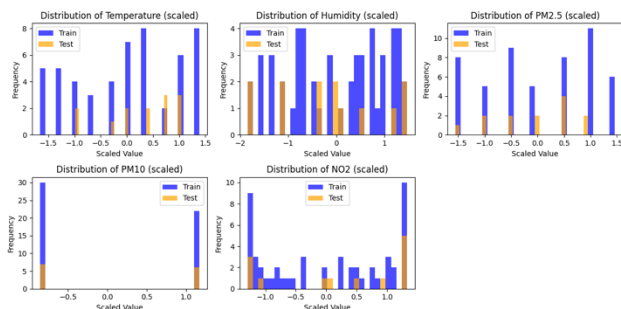 Distribution of Temperature (scaled)
8
6
4
2
0
Frequency
Train
Test
-1.5 -1.0 -0.5 0.0 0.5 1.0 1.5
Scaled Value
Distribution of Humidity (scaled)
4
3
2
1
0
Frequency
Train
Test
-2 -1 0 1
Scaled Value
Distribution of PM2.5 (scaled)
10
8
6
4
2
0
Frequency
Train
Test
-1.5 -1.0 -0.5 0.0 0.5 1.0 1.5
Scaled Value
Distribution of PM10 (scaled)
30
25
20
15
10
5
0
Frequency
Train
Test
-0.5 0.0 0.5 1.0
Scaled Value
Distribution of NO2 (scaled)
10
8
6
4
2
0
Frequency
Train
Test
-1.0 -0.5 0.0 0.5 1.0
Scaled Value